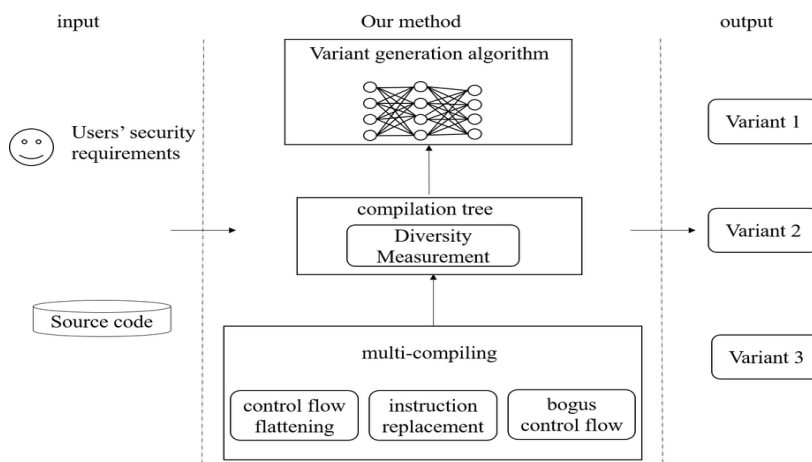 input
Our method
output
Variant generation algorithm
Users' security
requirements
Variant 1
compilation tree
Diversity
Measurement
Variant 2
Source code
multi-compiling
Variant 3
control flow
flattening
instruction
replacement
bogus
control flow